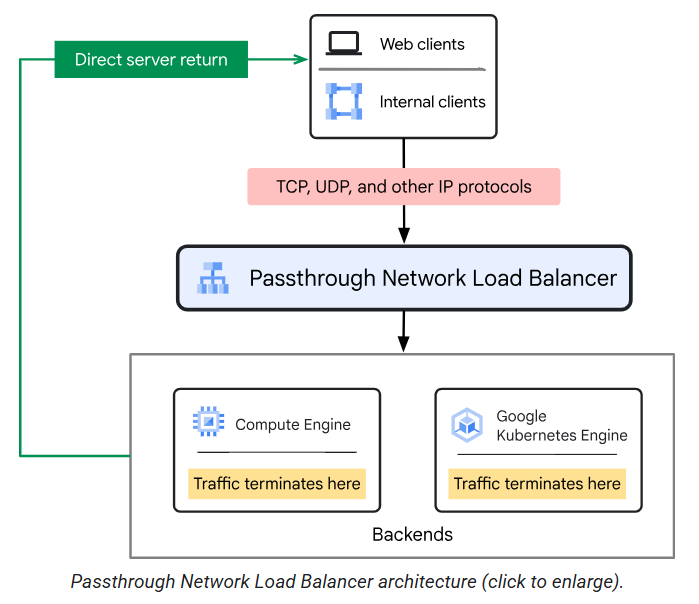 Direct server return
Web clients
Internal clients
TCP, UDP, and other IP protocols
Passthrough Network Load Balancer
Compute Engine
Traffic terminates here
Google
Kubernetes Engine
Traffic terminates here
Backends
Passthrough Network Load Balancer architecture (click to enlarge).